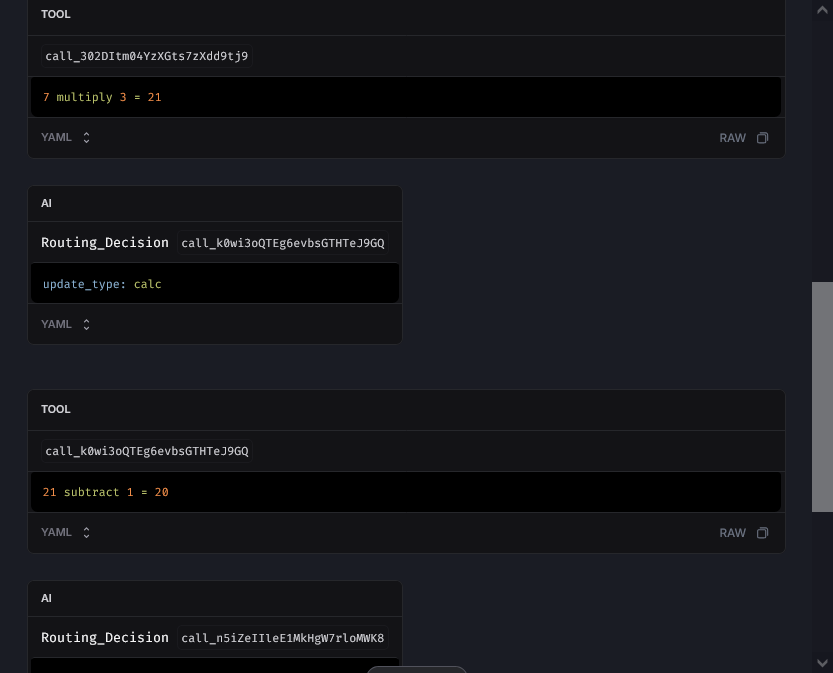 TOOL
call_302DItm04YzXGts7zXdd9tj9
7 multiply 3 = 21
YAML RAW
AI
Routing_Decision call_k0wi3oQTEg6evbsGTHTeJ9GQ
update_type: calc
YAML
TOOL
call_k0wi3oQTEg6evbsGTHTeJ9GQ
21 subtract 1 = 20
YAML RAW
AI
Routing_Decision call_n5iZeIIleE1MkHgW7rloMWK8